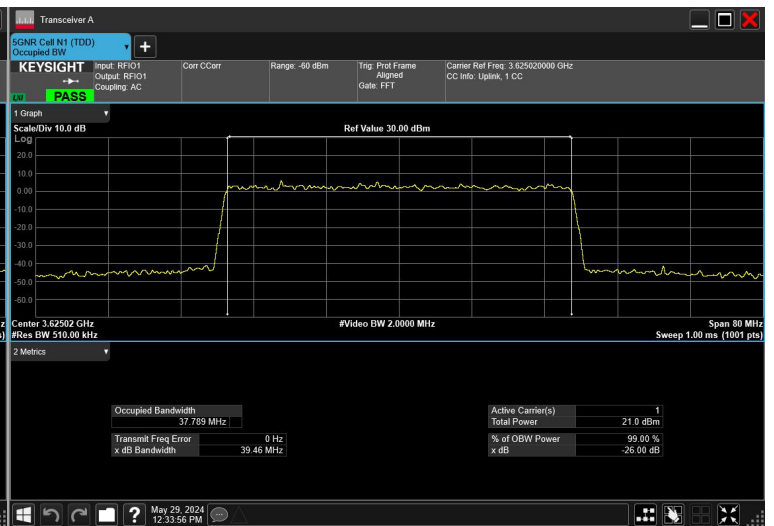 Transceiver A
5GNR Cell N1 (TDD)
Occupied BW
KEYSIGHT
Input: RFIO1
Output: RFIO1
Coupling: AC
Corr CCorr
Range: -60 dBm
Trig: Prot Frame
Aligned
Gate: FFT
Carrier Ref Freq: 3.625020000 GHz
CC Info: Uplink, 1 CC
LXI
PASS
1 Graph
Scale/Div 10.0 dB
Ref Value 30.00 dBm
Log
20.0
10.0
0.00
-10.0
-20.0
-30.0
-40.0
-50.0
-60.0
Center 3.62502 GHz
#Video BW 2.0000 MHz
Span 80 MHz
#Res BW 510.00 kHz
Sweep 1.00 ms (1001 pts)
2 Metrics
Occupied Bandwidth
37.789 MHz
Transmit Freq Error 0 Hz
x dB Bandwidth 39.46 MHz
Active Carrier(s) 1
Total Power 21.0 dBm
% of OBW Power 99.00 %
x dB -26.00 dB
May 29, 2024
12:33:56 PM